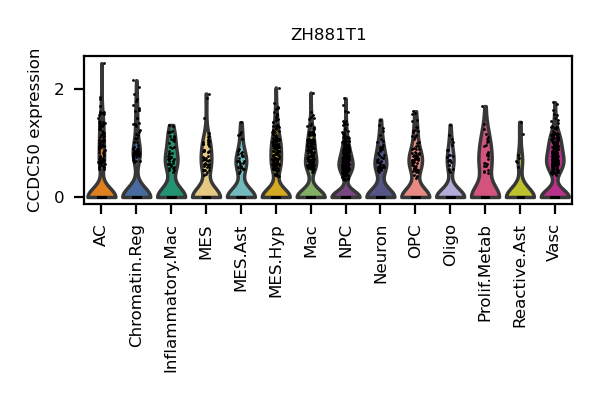 ZH881T1
CCDC50 expression
2
0
AC
Chromatin.Reg
Inflammatory.Mac
MES
MES.Ast
MES.Hyp
Mac
NPC
Neuron
OPC
Oligo
Prolif.Metab
Reactive.Ast
Vasc